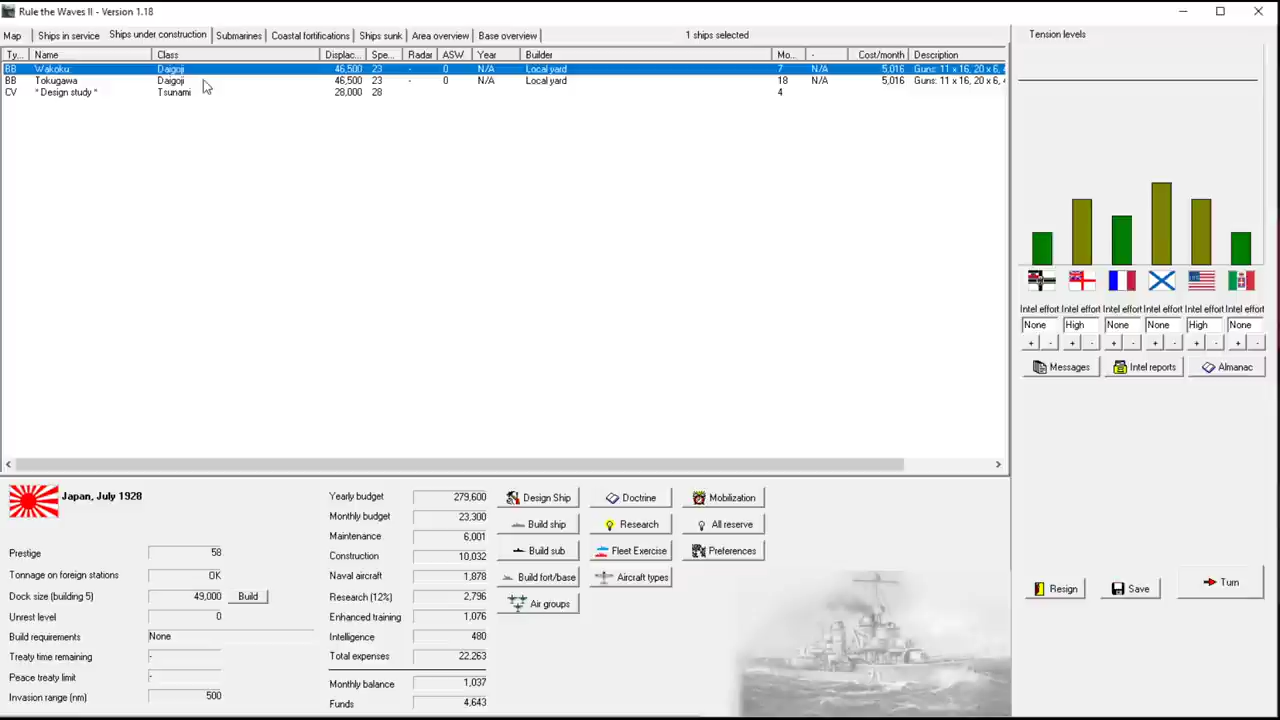 Rule the Waves II - Version 1.18
Map Ships in service Ships under construction Submarines Coastal fortifications Ships sunk Area overview Base overview 1 ships selected
Ty... Name Class Displac... Spe... Radar ASW Year Builder Mo... - Cost/month Description
BB Wakoku Daigoji 46,500 23 - 0 N/A Local yard 7 N/A 5,016 Guns: 11 x 16, 20 x 6,
BB Tokugawa Daigoji 46,500 23 - 0 N/A Local yard 18 N/A 5,016 Guns: 11 x 16, 20 x 6,
CV * Design study * Tsunami 28,000 28 4
Tension levels
Intel effort Intel effort Intel effort Intel effort Intel effort Intel effort
None High None None High None
+ - + - + - + - + - + -
Messages Intel reports Almanac
Japan, July 1928
Prestige 58
Tonnage on foreign stations OK
Dock size (building 5) 49,000 Build
Unrest level 0
Build requirements None
Treaty time remaining -
Peace treaty limit -
Invasion range (nm) 500
Yearly budget 279,600
Monthly budget 23,300
Maintenance 6,001
Construction 10,032
Naval aircraft 1,878
Research (12%) 2,796
Enhanced training 1,076
Intelligence 480
Total expenses 22,263
Monthly balance 1,037
Funds 4,643
Design Ship Doctrine Mobilization
Build ship Research All reserve
Build sub Fleet Exercise Preferences
Build fort/base Aircraft types
Air groups
Resign Save Turn